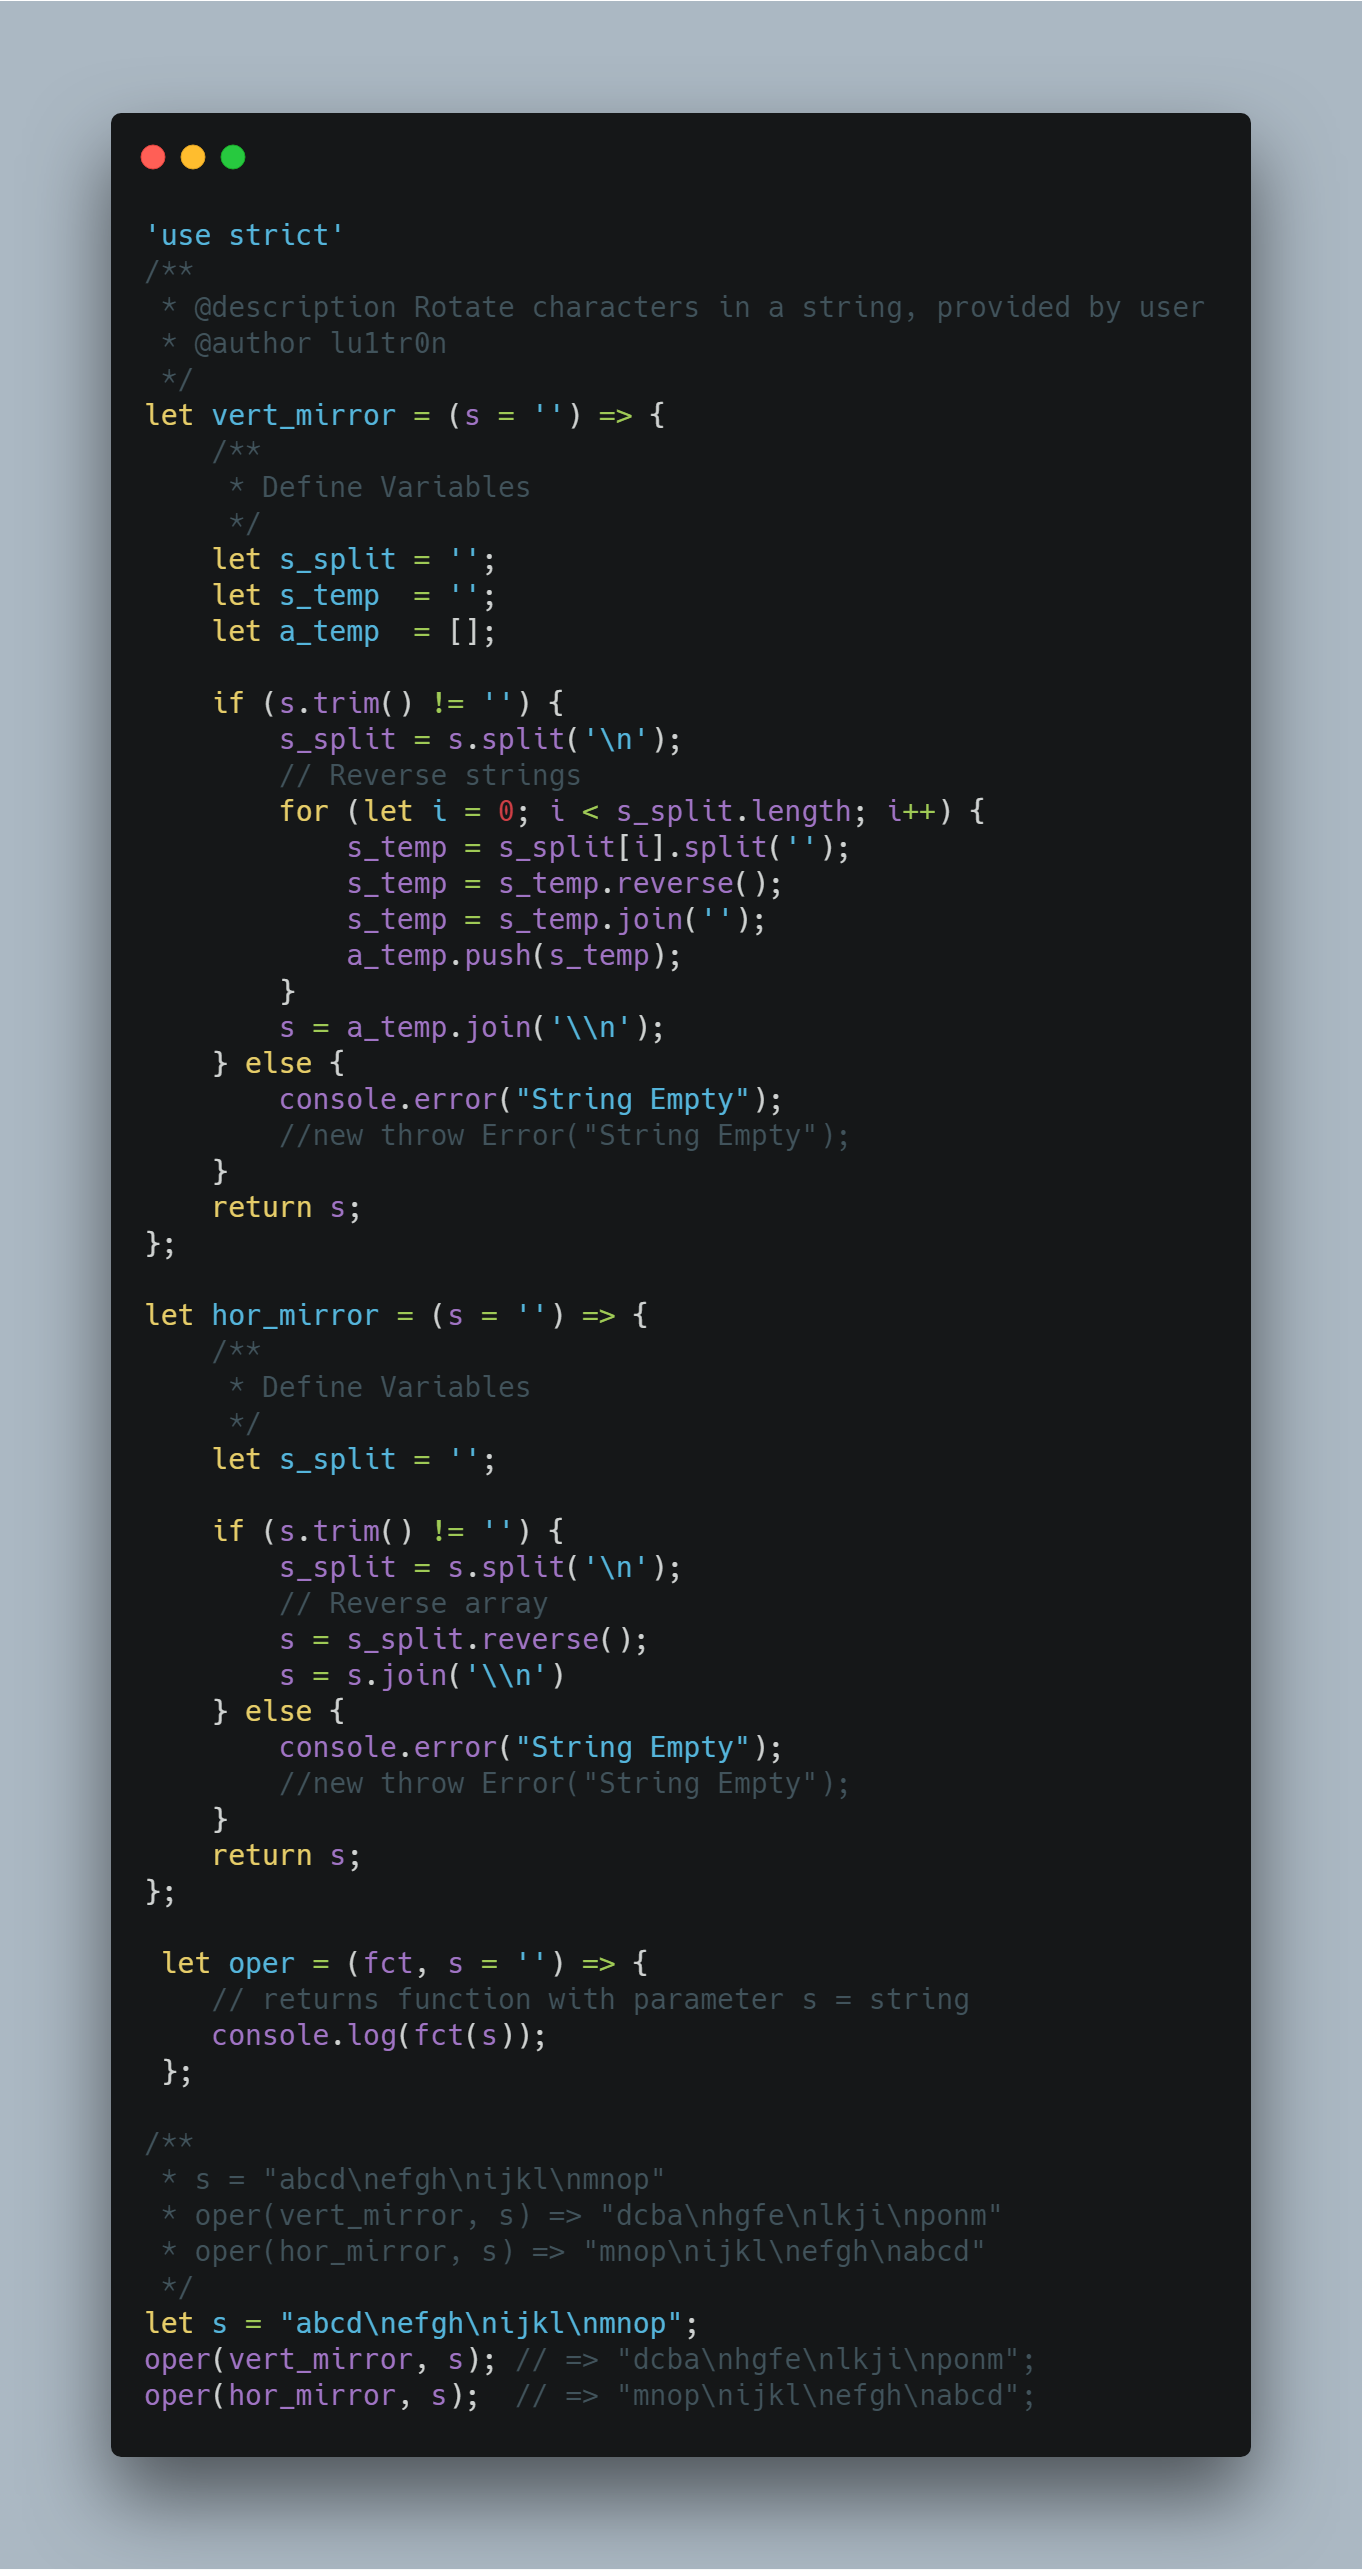 'use strict'
/**
 * @description Rotate characters in a string, provided by user
 * @author lu1tr0n
 */
let vert_mirror = (s = '') => {
    /**
     * Define Variables
     */
    let s_split = '';
    let s_temp  = '';
    let a_temp  = [];

    if (s.trim() != '') {
        s_split = s.split('\n');
        // Reverse strings
        for (let i = 0; i < s_split.length; i++) {
            s_temp = s_split[i].split('');
            s_temp = s_temp.reverse();
            s_temp = s_temp.join('');
            a_temp.push(s_temp);
        }
        s = a_temp.join('\\n');
    } else {
        console.error("String Empty");
        //new throw Error("String Empty");
    }
    return s;
};

let hor_mirror = (s = '') => {
    /**
     * Define Variables
     */
    let s_split = '';

    if (s.trim() != '') {
        s_split = s.split('\n');
        // Reverse array
        s = s_split.reverse();
        s = s.join('\\n')
    } else {
        console.error("String Empty");
        //new throw Error("String Empty");
    }
    return s;
};

 let oper = (fct, s = '') => {
    // returns function with parameter s = string
    console.log(fct(s));
 };

/**
 * s = "abcd\nefgh\nijkl\nmnop"
 * oper(vert_mirror, s) => "dcba\nhgfe\nlkji\nponm"
 * oper(hor_mirror, s) => "mnop\nijkl\nefgh\nabcd"
 */
let s = "abcd\nefgh\nijkl\nmnop";
oper(vert_mirror, s); // => "dcba\nhgfe\nlkji\nponm";
oper(hor_mirror, s);  // => "mnop\nijkl\nefgh\nabcd";